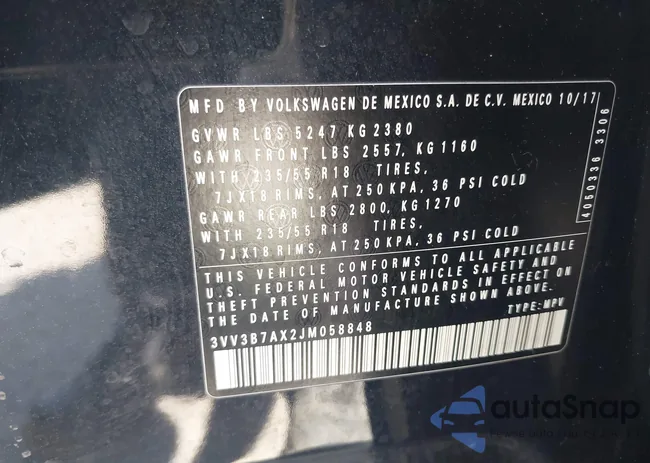 MFD BY VOLKSWAGEN DE MEXICO S.A. DE C.V. MEXICO 10/17
GVWR LBS 5247 KG 2380
GAWR FRONT LBS 2557, KG 1160
WITH 235/55 R18 TIRES,
7JX18 RIMS, AT 250 KPA, 36 PSI COLD
GAWR REAR LBS 2800, KG 1270
WITH 235/55 R18 TIRES,
7JX18 RIMS, AT 250 KPA, 36 PSI COLD
THIS VEHICLE CONFORMS TO ALL APPLICABLE
U.S. FEDERAL MOTOR VEHICLE SAFETY AND
THEFT PREVENTION STANDARDS IN EFFECT ON
THE DATE OF MANUFACTURE SHOWN ABOVE.
3VV3B7AX2JM058848 TYPE: MPV
4050336 3306
autaSnap